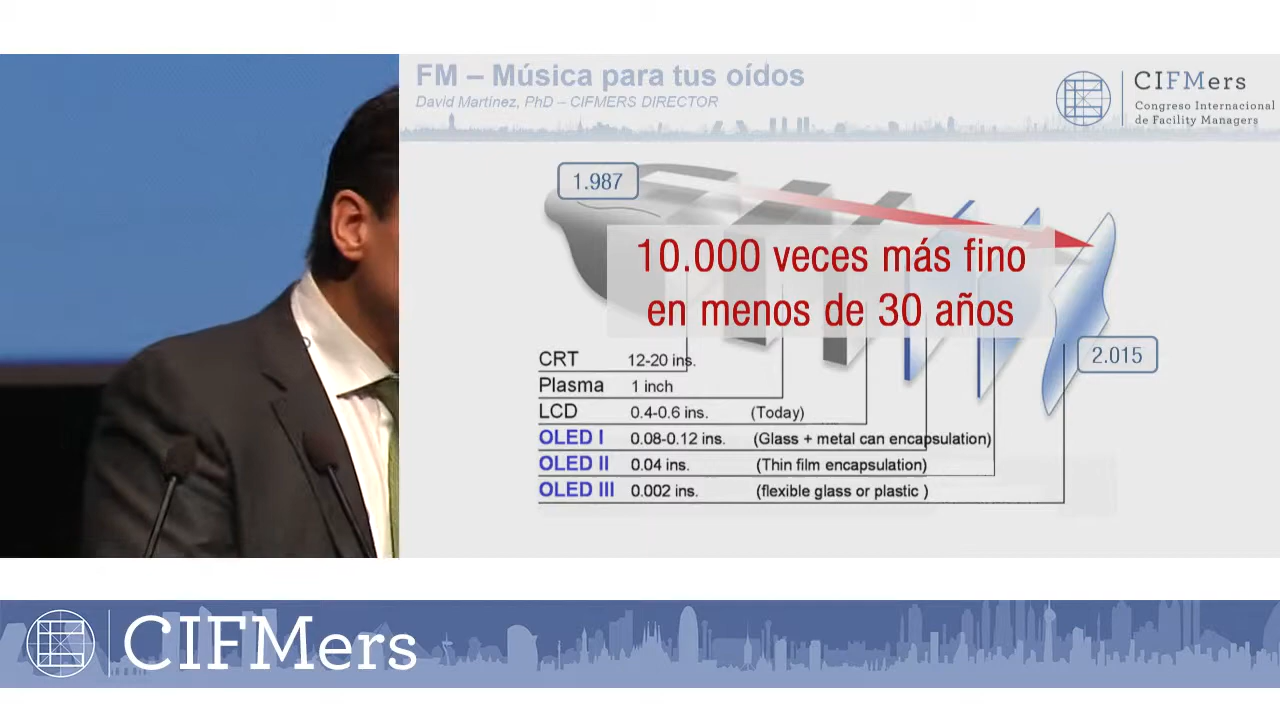 FM – Música para tus oídos
David Martínez, PhD – CIFMERS DIRECTOR
CIFMers
Congreso Internacional
de Facility Managers
1.987
10.000 veces más fino
en menos de 30 años
2.015
CRT 12-20 ins.
Plasma 1 inch
LCD 0.4-0.6 ins. (Today)
OLED I 0.08-0.12 ins. (Glass + metal can encapsulation)
OLED II 0.04 ins. (Thin film encapsulation)
OLED III 0.002 ins. (flexible glass or plastic )
CIFMers